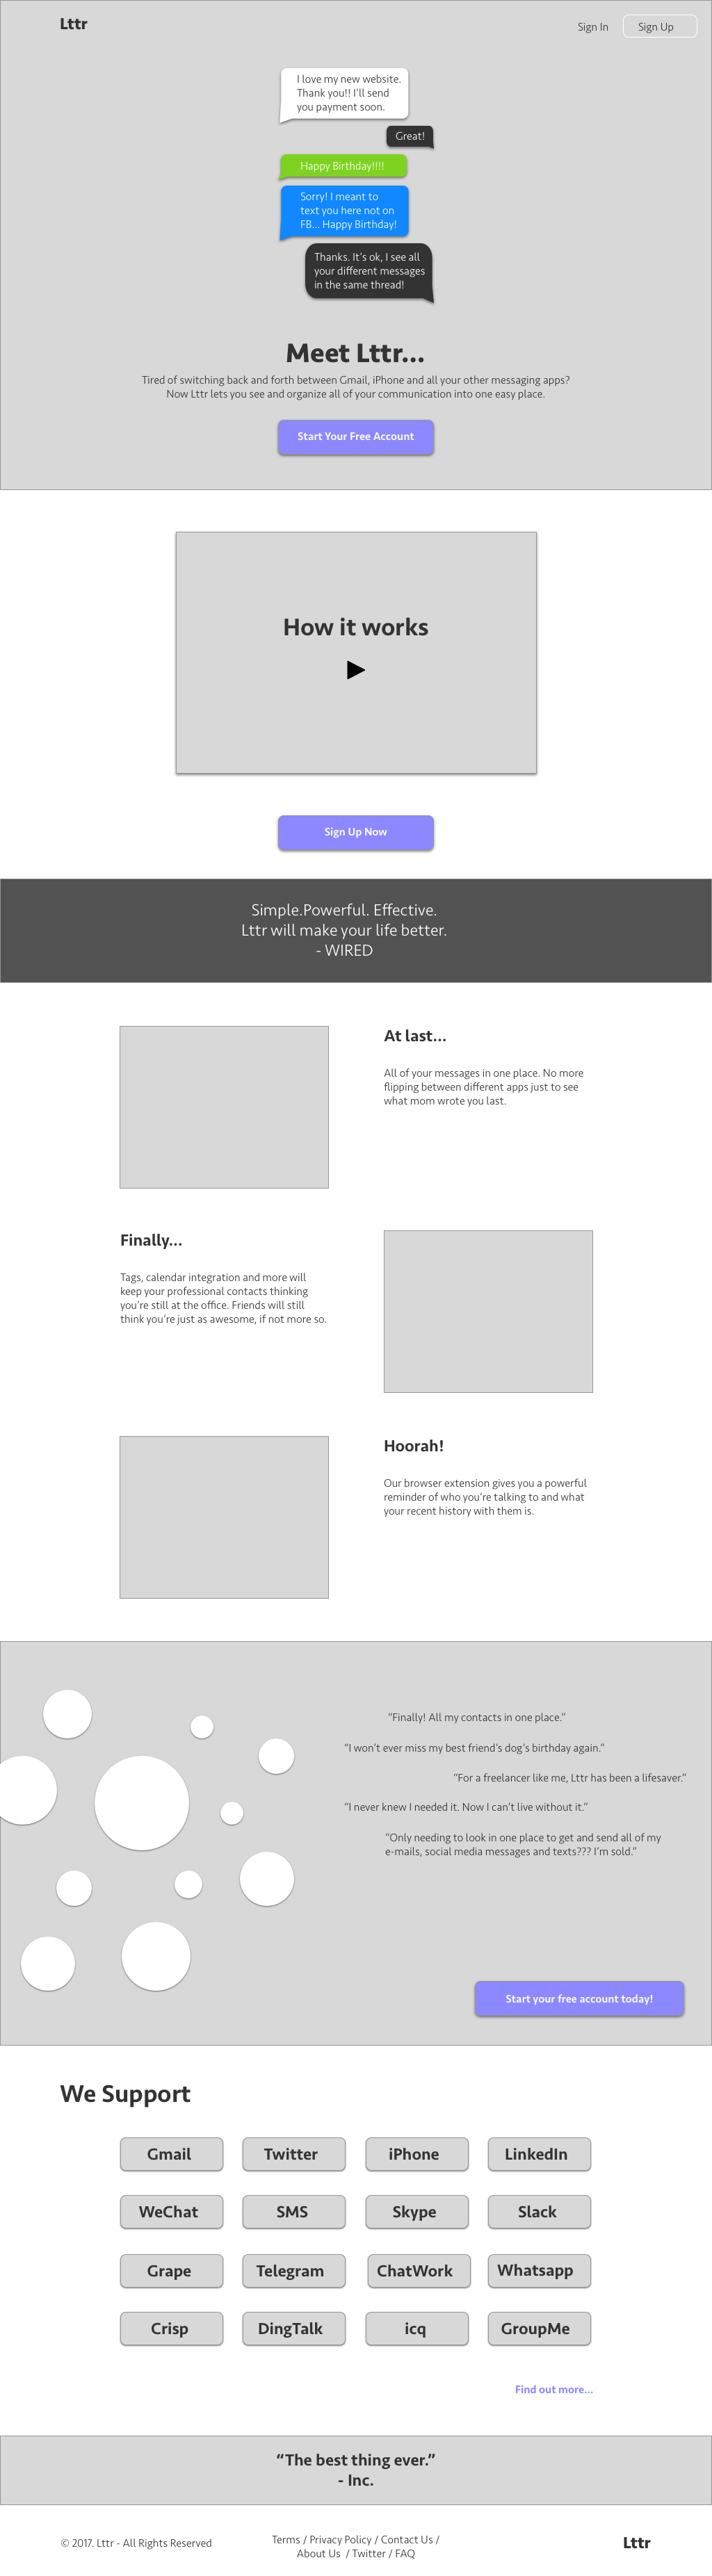 Lttr
Sign In
Sign Up
I love my new website.
Thank you!! I'll send
you payment soon.
Great!
Happy Birthday!!!!
Sorry! I meant to
text you here not on
FB... Happy Birthday!
Thanks. It's ok, I see all
your different messages
in the same thread!
Meet Lttr...
Tired of switching back and forth between Gmail, iPhone and all your other messaging apps?
Now Lttr lets you see and organize all of your communication into one easy place.
Start Your Free Account
How it works
Sign Up Now
Simple.Powerful. Effective.
Lttr will make your life better.
- WIRED
At last...
All of your messages in one place. No more
flipping between different apps just to see
what mom wrote you last.
Finally...
Tags, calendar integration and more will
keep your professional contacts thinking
you're still at the office. Friends will still
think you're just as awesome, if not more so.
Hoorah!
Our browser extension gives you a powerful
reminder of who you're talking to and what
your recent history with them is.
"Finally! All my contacts in one place."
"I won't ever miss my best friend's dog's birthday again."
"For a freelancer like me, Lttr has been a lifesaver."
"I never knew I needed it. Now I can't live without it."
"Only needing to look in one place to get and send all of my
e-mails, social media messages and texts??? I'm sold."
Start your free account today!
We Support
Gmail
Twitter
iPhone
LinkedIn
WeChat
SMS
Skype
Slack
Grape
Telegram
ChatWork
Whatsapp
Crisp
DingTalk
icq
GroupMe
Find out more...
“The best thing ever.”
- Inc.
© 2017. Lttr - All Rights Reserved
Terms / Privacy Policy / Contact Us /
About Us / Twitter / FAQ
Lttr